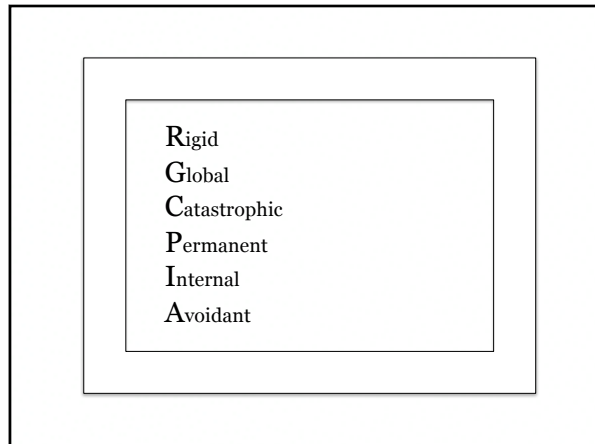 Rigid
Global
Catastrophic
Permanent
Internal
Avoidant